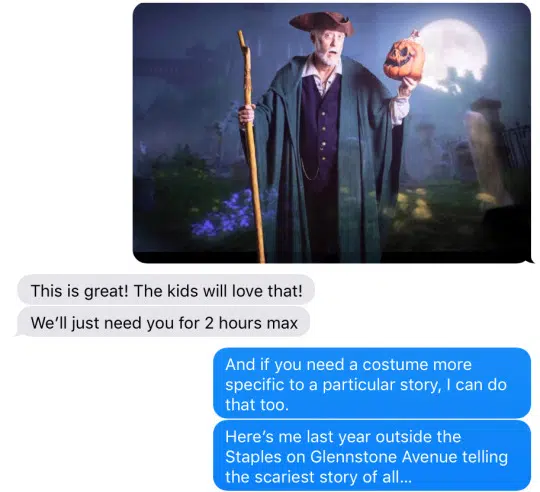 This is great! The kids will love that!
We'll just need you for 2 hours max
And if you need a costume more
specific to a particular story, I can do
that too.
Here's me last year outside the
Staples on Glennstone Avenue telling
the scariest story of all...